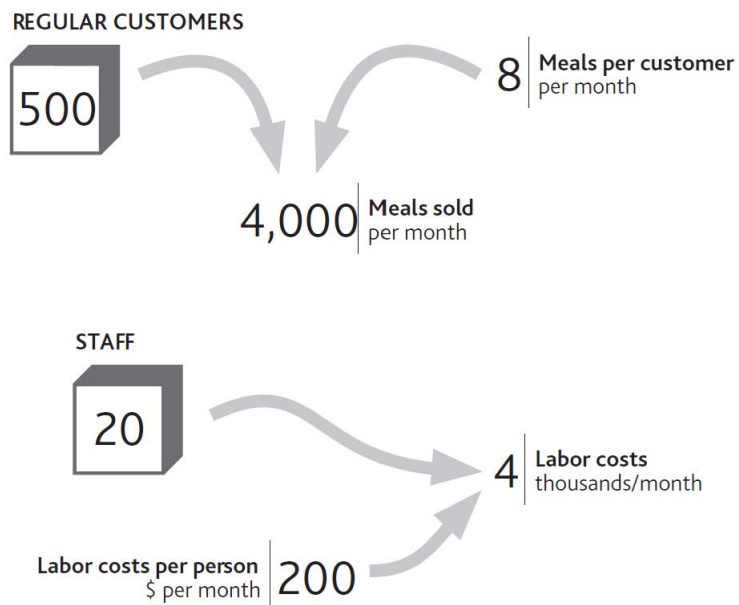 REGULAR CUSTOMERS
500
8
Meals per customer
per month
4,000
Meals sold
per month
STAFF
20
4
Labor costs
thousands/month
Labor costs per person
$ per month
200